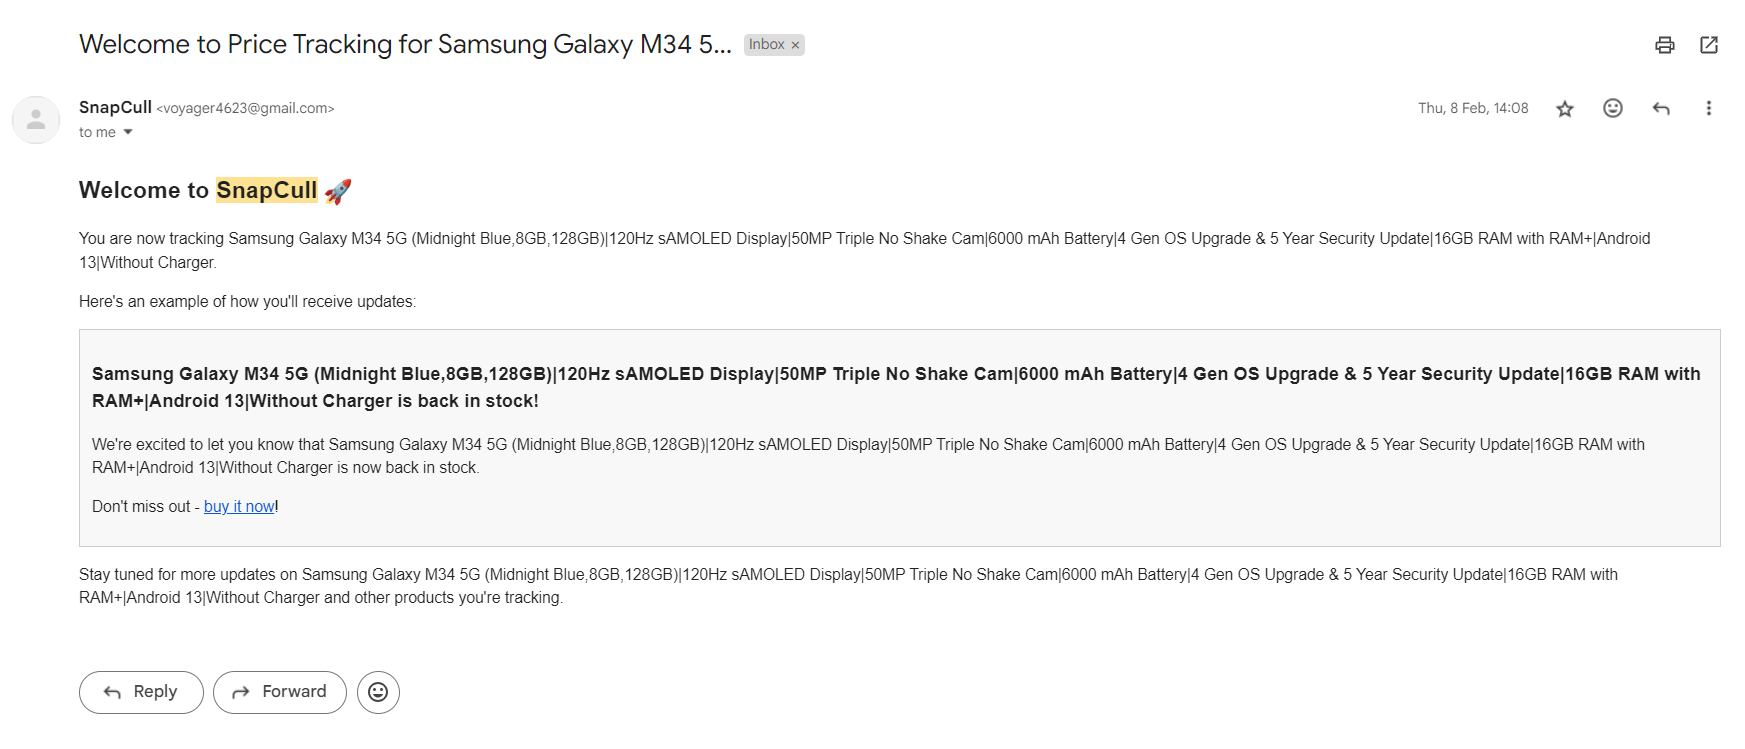 Welcome to Price Tracking for Samsung Galaxy M34 5... Inbox ×
SnapCull <voyager4623@gmail.com> Thu, 8 Feb, 14:08
to me
Welcome to SnapCull 🚀
You are now tracking Samsung Galaxy M34 5G (Midnight Blue,8GB,128GB)|120Hz sAMOLED Display|50MP Triple No Shake Cam|6000 mAh Battery|4 Gen OS Upgrade & 5 Year Security Update|16GB RAM with RAM+|Android
13|Without Charger.
Here's an example of how you'll receive updates:
Samsung Galaxy M34 5G (Midnight Blue,8GB,128GB)|120Hz sAMOLED Display|50MP Triple No Shake Cam|6000 mAh Battery|4 Gen OS Upgrade & 5 Year Security Update|16GB RAM with
RAM+|Android 13|Without Charger is back in stock!
We're excited to let you know that Samsung Galaxy M34 5G (Midnight Blue,8GB,128GB)|120Hz sAMOLED Display|50MP Triple No Shake Cam|6000 mAh Battery|4 Gen OS Upgrade & 5 Year Security Update|16GB RAM with
RAM+|Android 13|Without Charger is now back in stock.
Don't miss out - buy it now!
Stay tuned for more updates on Samsung Galaxy M34 5G (Midnight Blue,8GB,128GB)|120Hz sAMOLED Display|50MP Triple No Shake Cam|6000 mAh Battery|4 Gen OS Upgrade & 5 Year Security Update|16GB RAM with
RAM+|Android 13|Without Charger and other products you're tracking.
Reply Forward